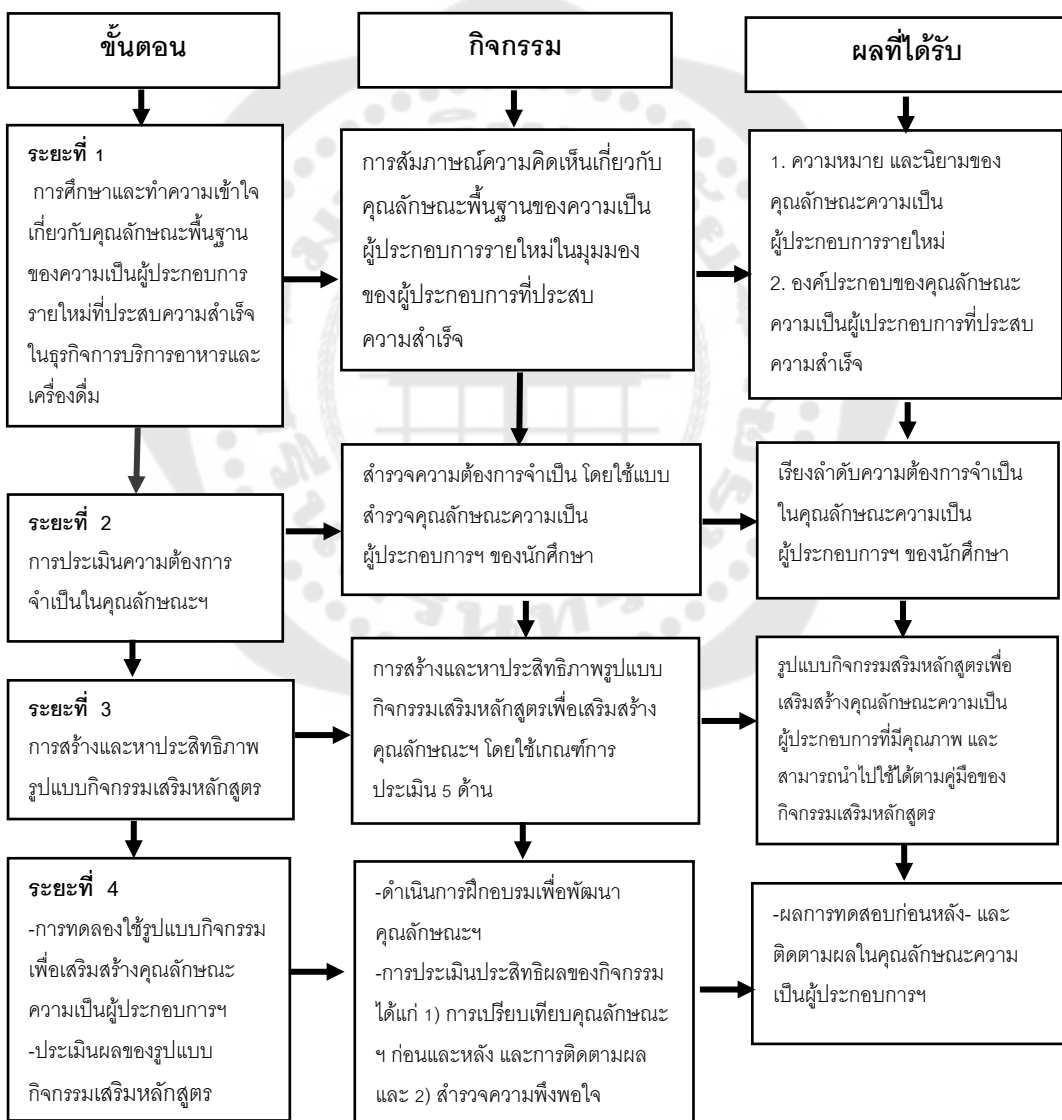 ขั้นตอน
กิจกรรม
ผลที่ได้รับ
ระยะที่ 1
การศึกษาและทำความเข้าใจ
เกี่ยวกับคุณลักษณะพื้นฐาน
ของความเป็นผู้ประกอบการ
รายใหม่ที่ประสบความสำเร็จ
ในธุรกิจการบริการอาหารและ
เครื่องดื่ม
การสัมภาษณ์ความคิดเห็นเกี่ยวกับ
คุณลักษณะพื้นฐานของความเป็น
ผู้ประกอบการรายใหม่ในมุมมอง
ของผู้ประกอบการที่ประสบ
ความสำเร็จ
1. ความหมาย และนิยามของ
คุณลักษณะความเป็น
ผู้ประกอบการรายใหม่
2. องค์ประกอบของคุณลักษณะ
ความเป็นผู้เประกอบการที่ประสบ
ความสำเร็จ
ระยะที่ 2
การประเมินความต้องการ
จำเป็นในคุณลักษณะฯ
สำรวจความต้องการจำเป็น โดยใช้แบบ
สำรวจคุณลักษณะความเป็น
ผู้ประกอบการฯ ของนักศึกษา
เรียงลำดับความต้องการจำเป็น
ในคุณลักษณะความเป็น
ผู้ประกอบการฯ ของนักศึกษา
ระยะที่ 3
การสร้างและหาประสิทธิภาพ
รูปแบบกิจกรรมเสริมหลักสูตร
การสร้างและหาประสิทธิภาพรูปแบบ
กิจกรรมเสริมหลักสูตรเพื่อเสริมสร้าง
คุณลักษณะฯ โดยใช้เกณฑ์การ
ประเมิน 5 ด้าน
รูปแบบกิจกรรมสริมหลักสูตรเพื่อ
เสริมสร้างคุณลักษณะความเป็น
ผู้ประกอบการที่มีคุณภาพ และ
สามารถนำไปใช้ได้ตามคู่มือของ
กิจกรรมเสริมหลักสูตร
ระยะที่ 4
-การทดลองใช้รูปแบบกิจกรรม
เพื่อเสริมสร้างคุณลักษณะ
ความเป็นผู้ประกอบการฯ
-ประเมินผลของรูปแบบ
กิจกรรมเสริมหลักสูตร
-ดำเนินการฝึกอบรมเพื่อพัฒนา
คุณลักษณะฯ
-การประเมินประสิทธิผลของกิจกรรม
ได้แก่ 1) การเปรียบเทียบคุณลักษณะ
ฯ ก่อนและหลัง และการติดตามผล
และ 2) สำรวจความพึงพอใจ
-ผลการทดสอบก่อนหลัง- และ
ติดตามผลในคุณลักษณะความ
เป็นผู้ประกอบการฯ